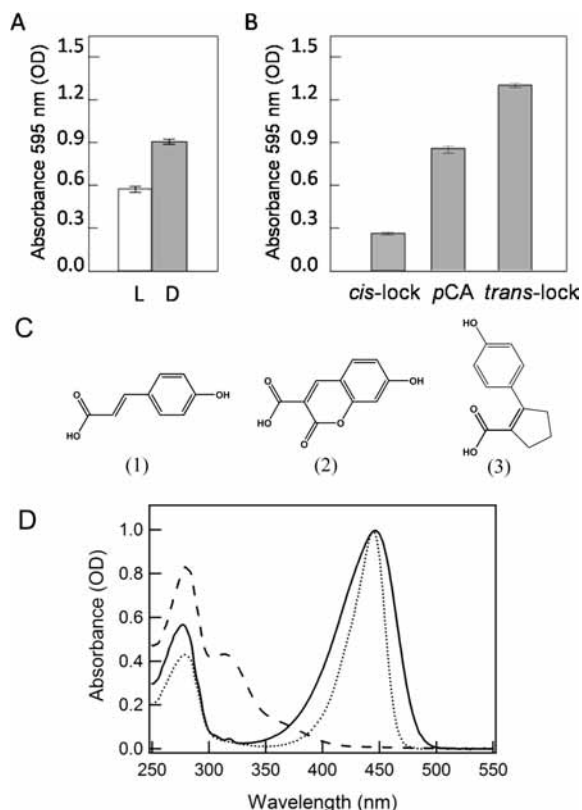 A
Absorbance 595 nm (OD)
1.5
1.2
0.9
0.6
0.3
0.0
L D
B
Absorbance 595 nm (OD)
1.5
1.2
0.9
0.6
0.3
0.0
cis-lock pCA trans-lock
C
O
HO
OH
(1)
O
HO
O
O
OH
(2)
HO
O
HO
(3)
D
Absorbance (OD)
1.0
0.8
0.6
0.4
0.2
0.0
250 300 350 400 450 500 550
Wavelength (nm)